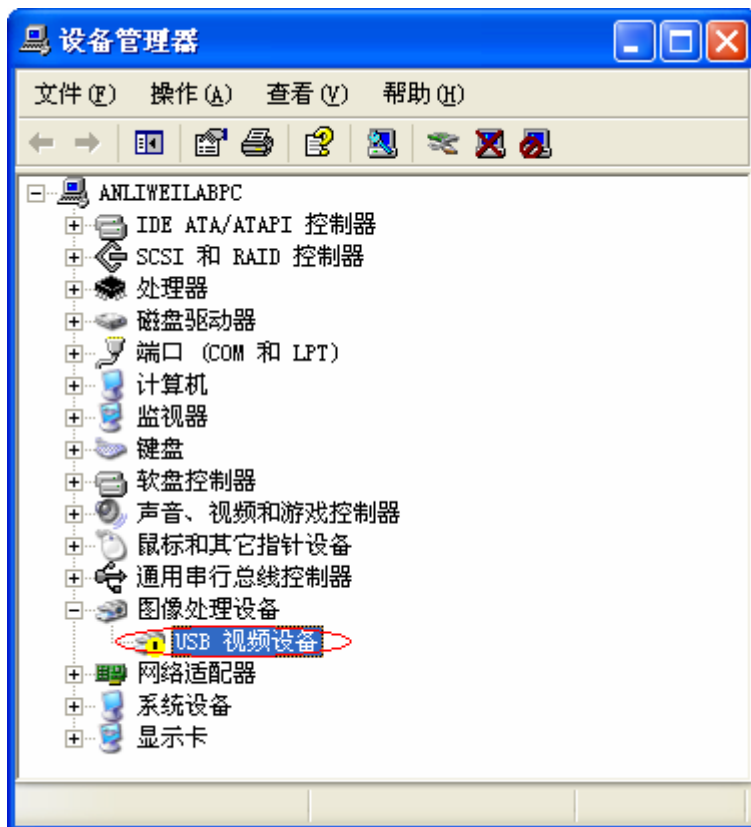 设备管理器
文件(F) 操作(A) 查看(V) 帮助(H)
ANLIWEILABPC
IDE ATA/ATAPI 控制器
SCSI 和 RAID 控制器
处理器
磁盘驱动器
端口 (COM 和 LPT)
计算机
监视器
键盘
软盘控制器
声音、视频和游戏控制器
鼠标和其它指针设备
通用串行总线控制器
图像处理设备
USB 视频设备
网络适配器
系统设备
显示卡